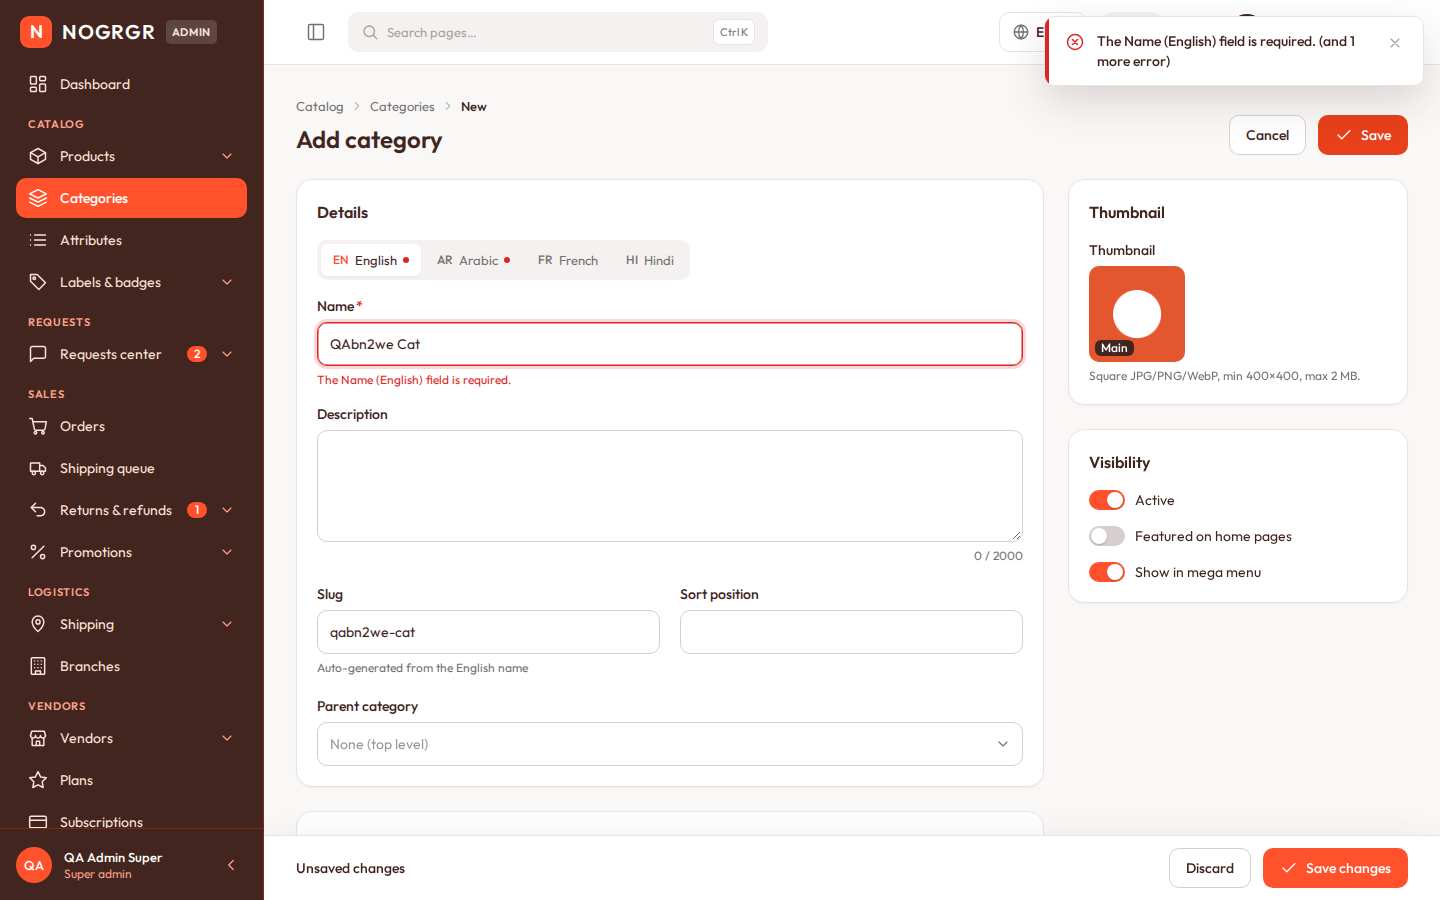 N NOGRGR ADMIN
Search pages...
Ctrl K
The Name (English) field is required. (and 1
more error)
Dashboard
CATALOG
Products
Categories
Attributes
Labels & badges
REQUESTS
Requests center 2
SALES
Orders
Shipping queue
Returns & refunds 1
Promotions
LOGISTICS
Shipping
Branches
VENDORS
Vendors
Plans
Subscriptions
QA
QA Admin Super
Super admin
Catalog Categories New
Add category
Cancel
Save
Details
EN English AR Arabic FR French HI Hindi
Name *
QAbn2we Cat
The Name (English) field is required.
Description
0 / 2000
Slug
Sort position
qabn2we-cat
Auto-generated from the English name
Parent category
None (top level)
Thumbnail
Thumbnail
Main
Square JPG/PNG/WebP, min 400×400, max 2 MB.
Visibility
Active
Featured on home pages
Show in mega menu
Unsaved changes
Discard
Save changes